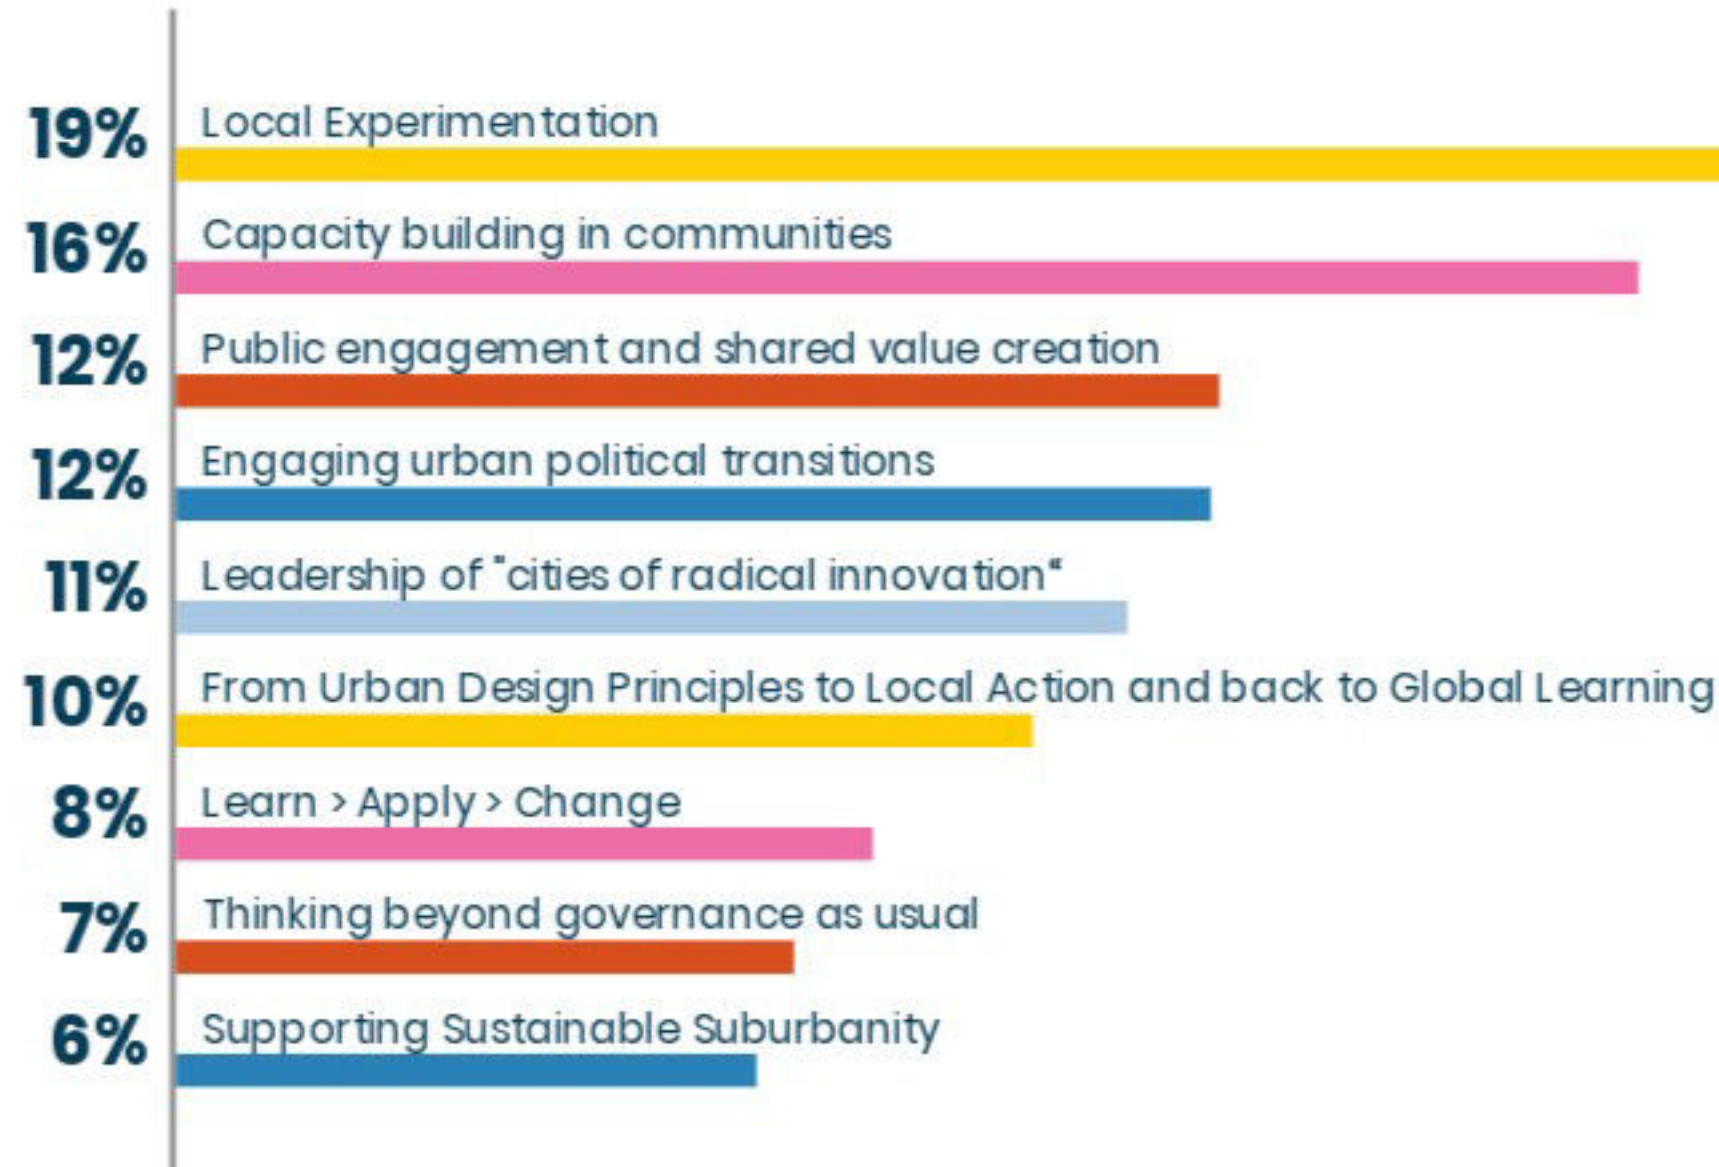 19% Local Experimentation
16% Capacity building in communities
12% Public engagement and shared value creation
12% Engaging urban political transitions
11% Leadership of "cities of radical innovation“
10% From Urban Design Principles to Local Action and back to Global Learning
8% Learn > Apply > Change
7% Thinking beyond governance as usual
6% Supporting Sustainable Suburbanity